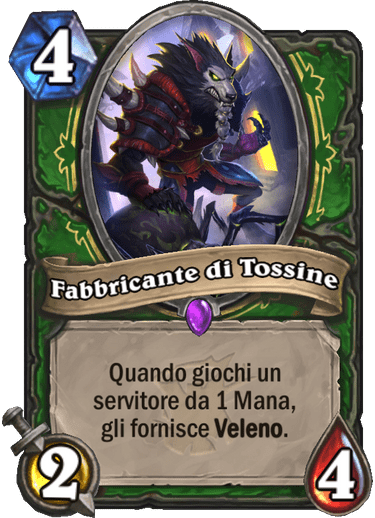 4
Fabbricante di Tossine
Quando giochi un
servitore da 1 Mana,
gli fornisce Veleno.
2
4